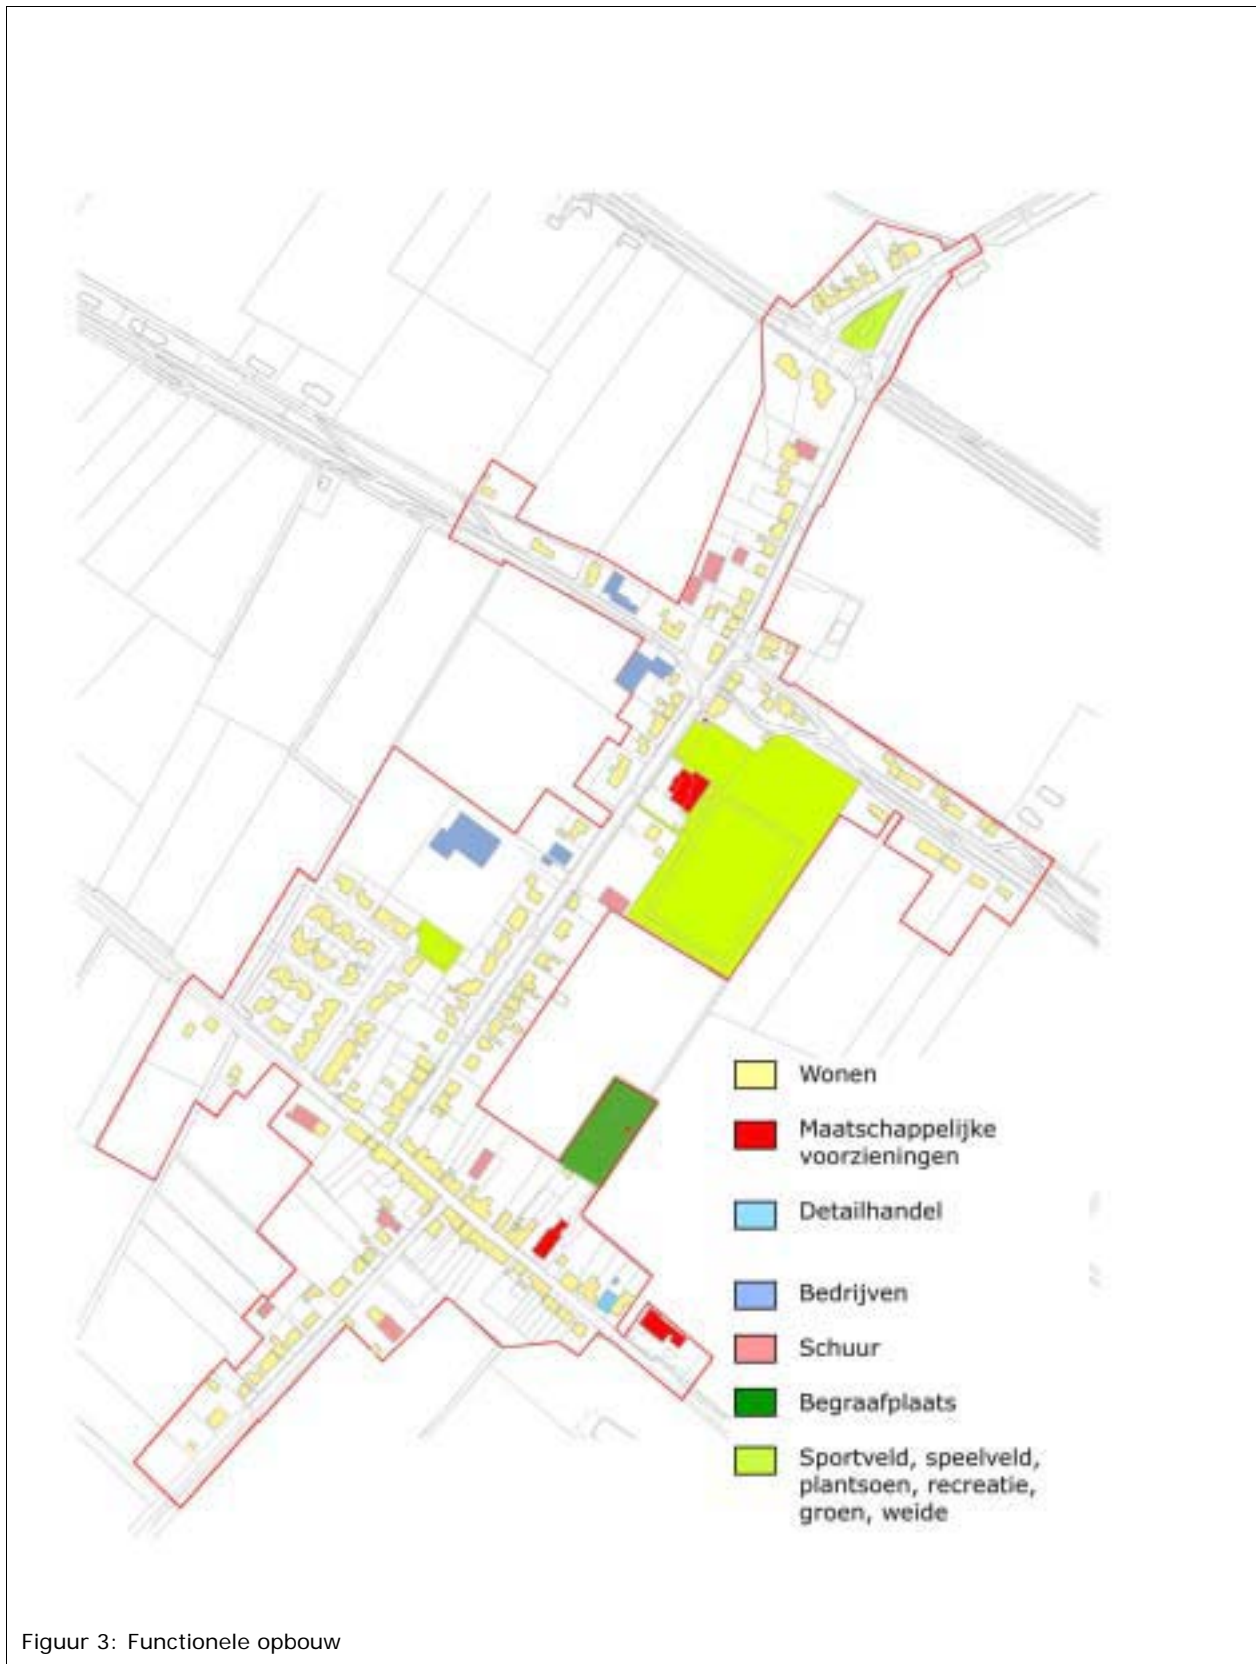 Wonen
Maatschappelijke
voorzieningen
Detailhandel
Bedrijven
Schuur
Begraafplaats
Sportveld, speelveld,
plantsoen, recreatie,
groen, weide
Figuur 3: Functionele opbouw